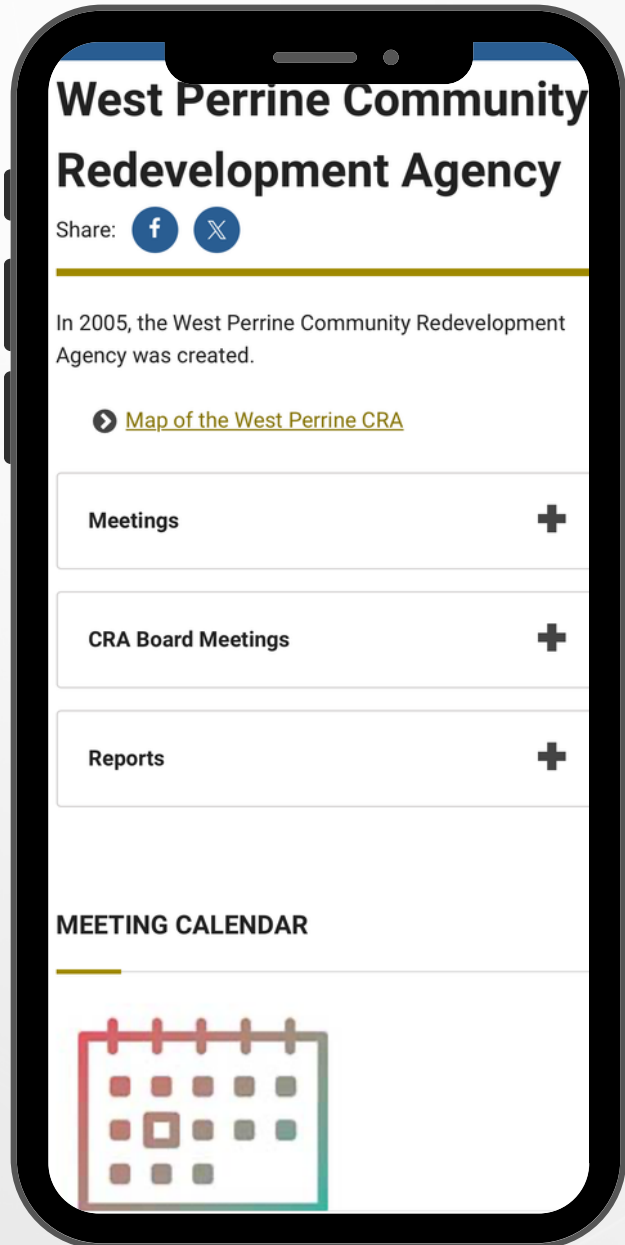 West Perrine Community
Redevelopment Agency
Share:
In 2005, the West Perrine Community Redevelopment
Agency was created.
Map of the West Perrine CRA
Meetings
CRA Board Meetings
Reports
MEETING CALENDAR